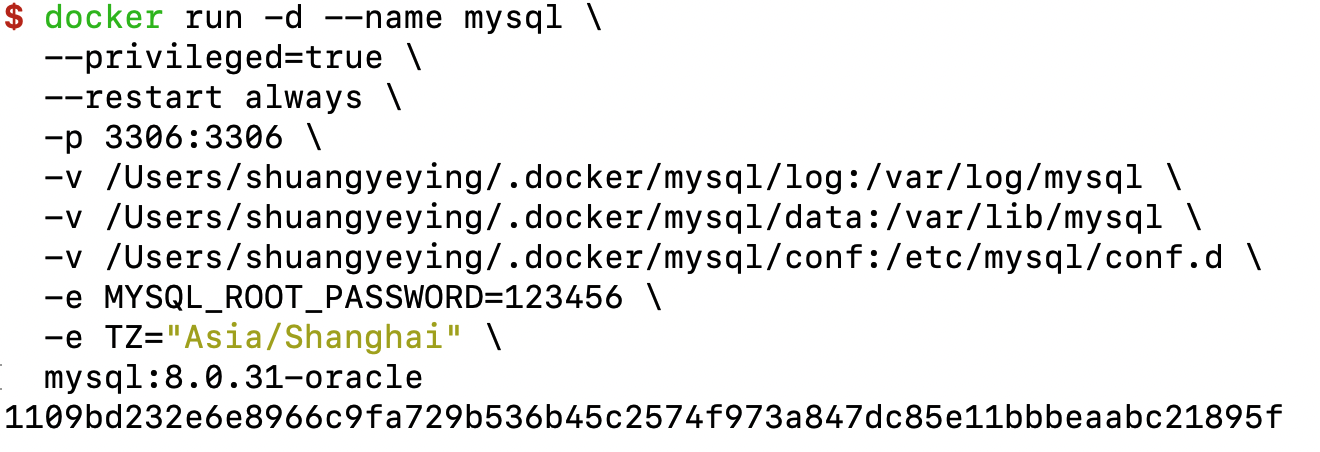 $ docker run -d --name mysql \
--privileged=true \
--restart always \
-p 3306:3306 \
-v /Users/shuangyeying/.docker/mysql/log:/var/log/mysql \
-v /Users/shuangyeying/.docker/mysql/data:/var/lib/mysql \
-v /Users/shuangyeying/.docker/mysql/conf:/etc/mysql/conf.d \
-e MYSQL_ROOT_PASSWORD=123456 \
-e TZ="Asia/Shanghai" \
mysql:8.0.31-oracle
1109bd232e6e8966c9fa729b536b45c2574f973a847dc85e11bbbeaabc21895f